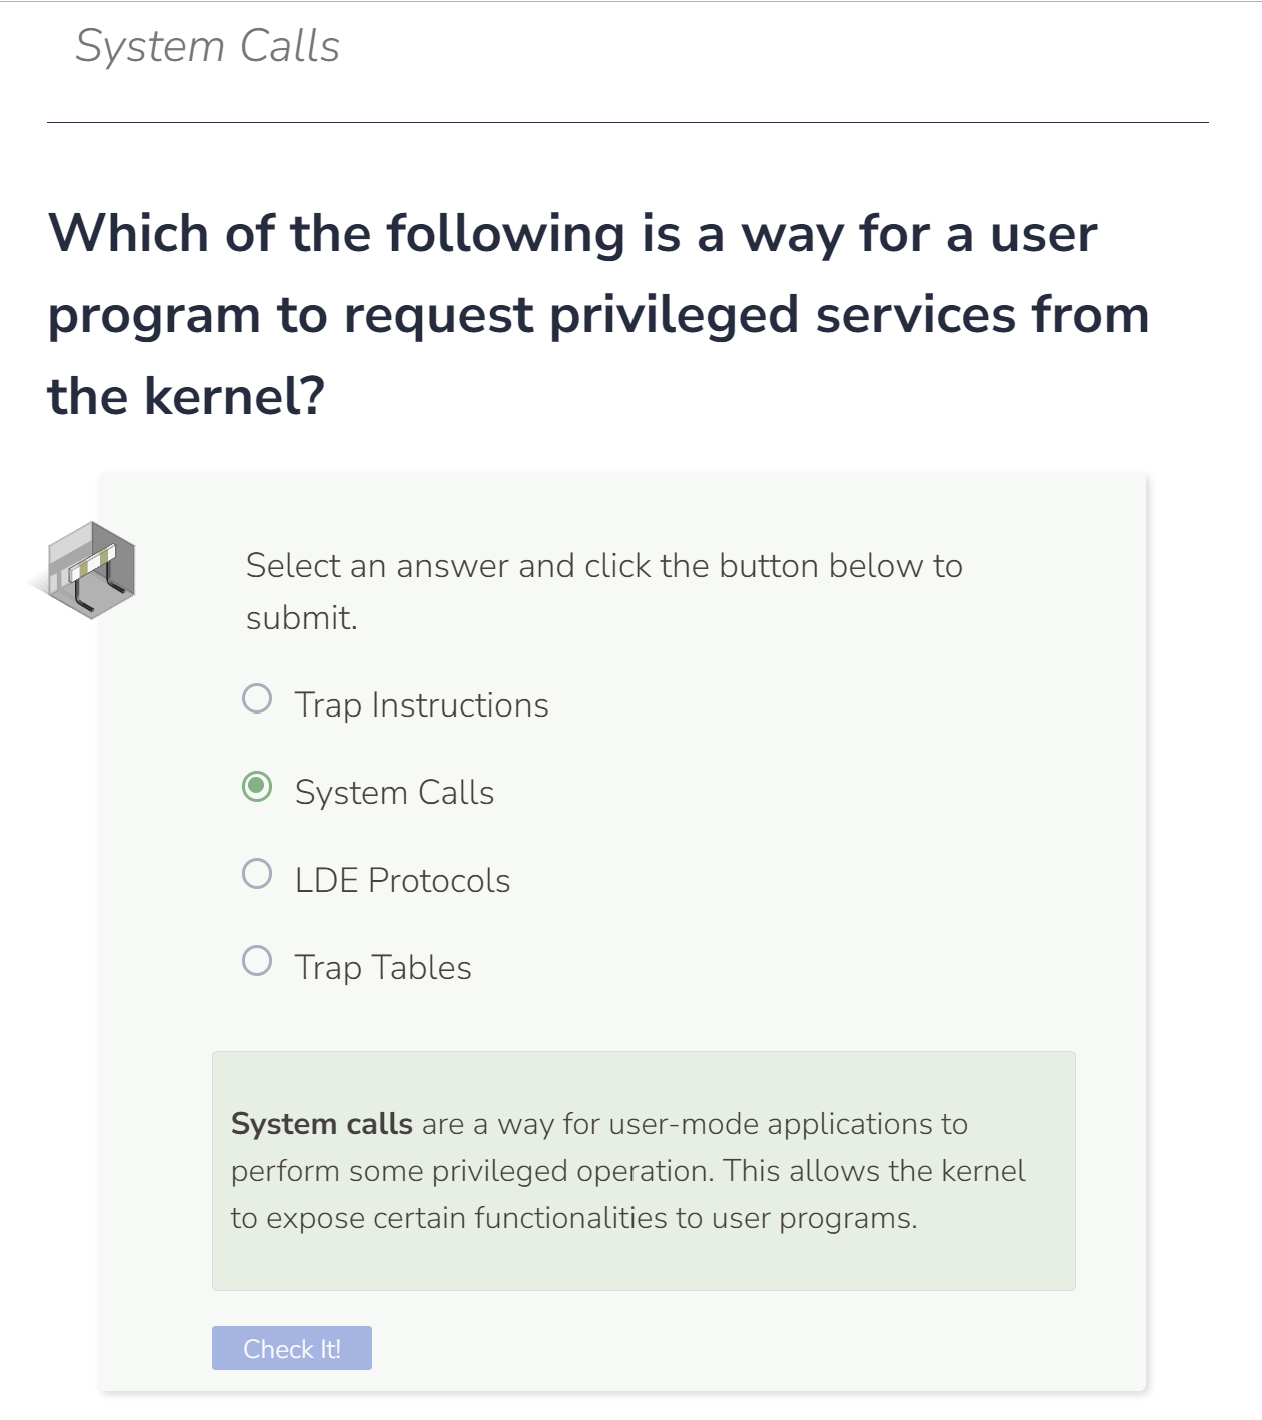 System Calls
Which of the following is a way for a user
program to request privileged services from
the kernel?
Select an answer and click the button below to
submit.
Trap Instructions
System Calls
LDE Protocols
Trap Tables
System calls are a way for user-mode applications to
perform some privileged operation. This allows the kernel
to expose certain functionalities to user programs.
Check It!